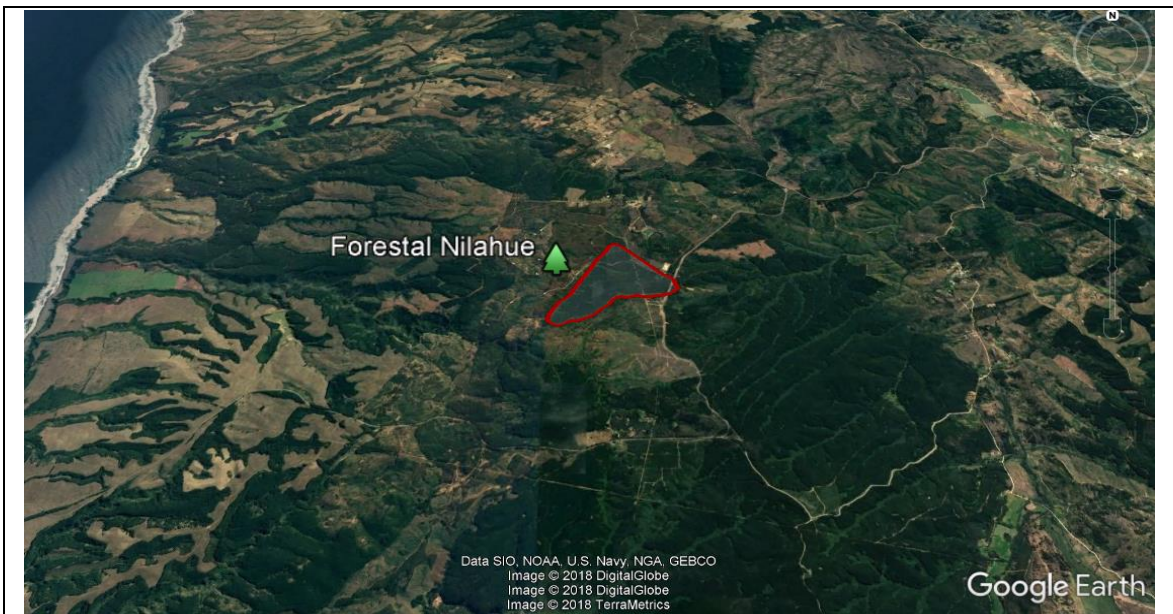 N
Forestal Nilahue
Data SIO, NOAA, U.S. Navy, NGA, GEBCO
Image © 2018 DigitalGlobe
Image © 2018 DigitalGlobe
Image © 2018 TerraMetrics
Google Earth